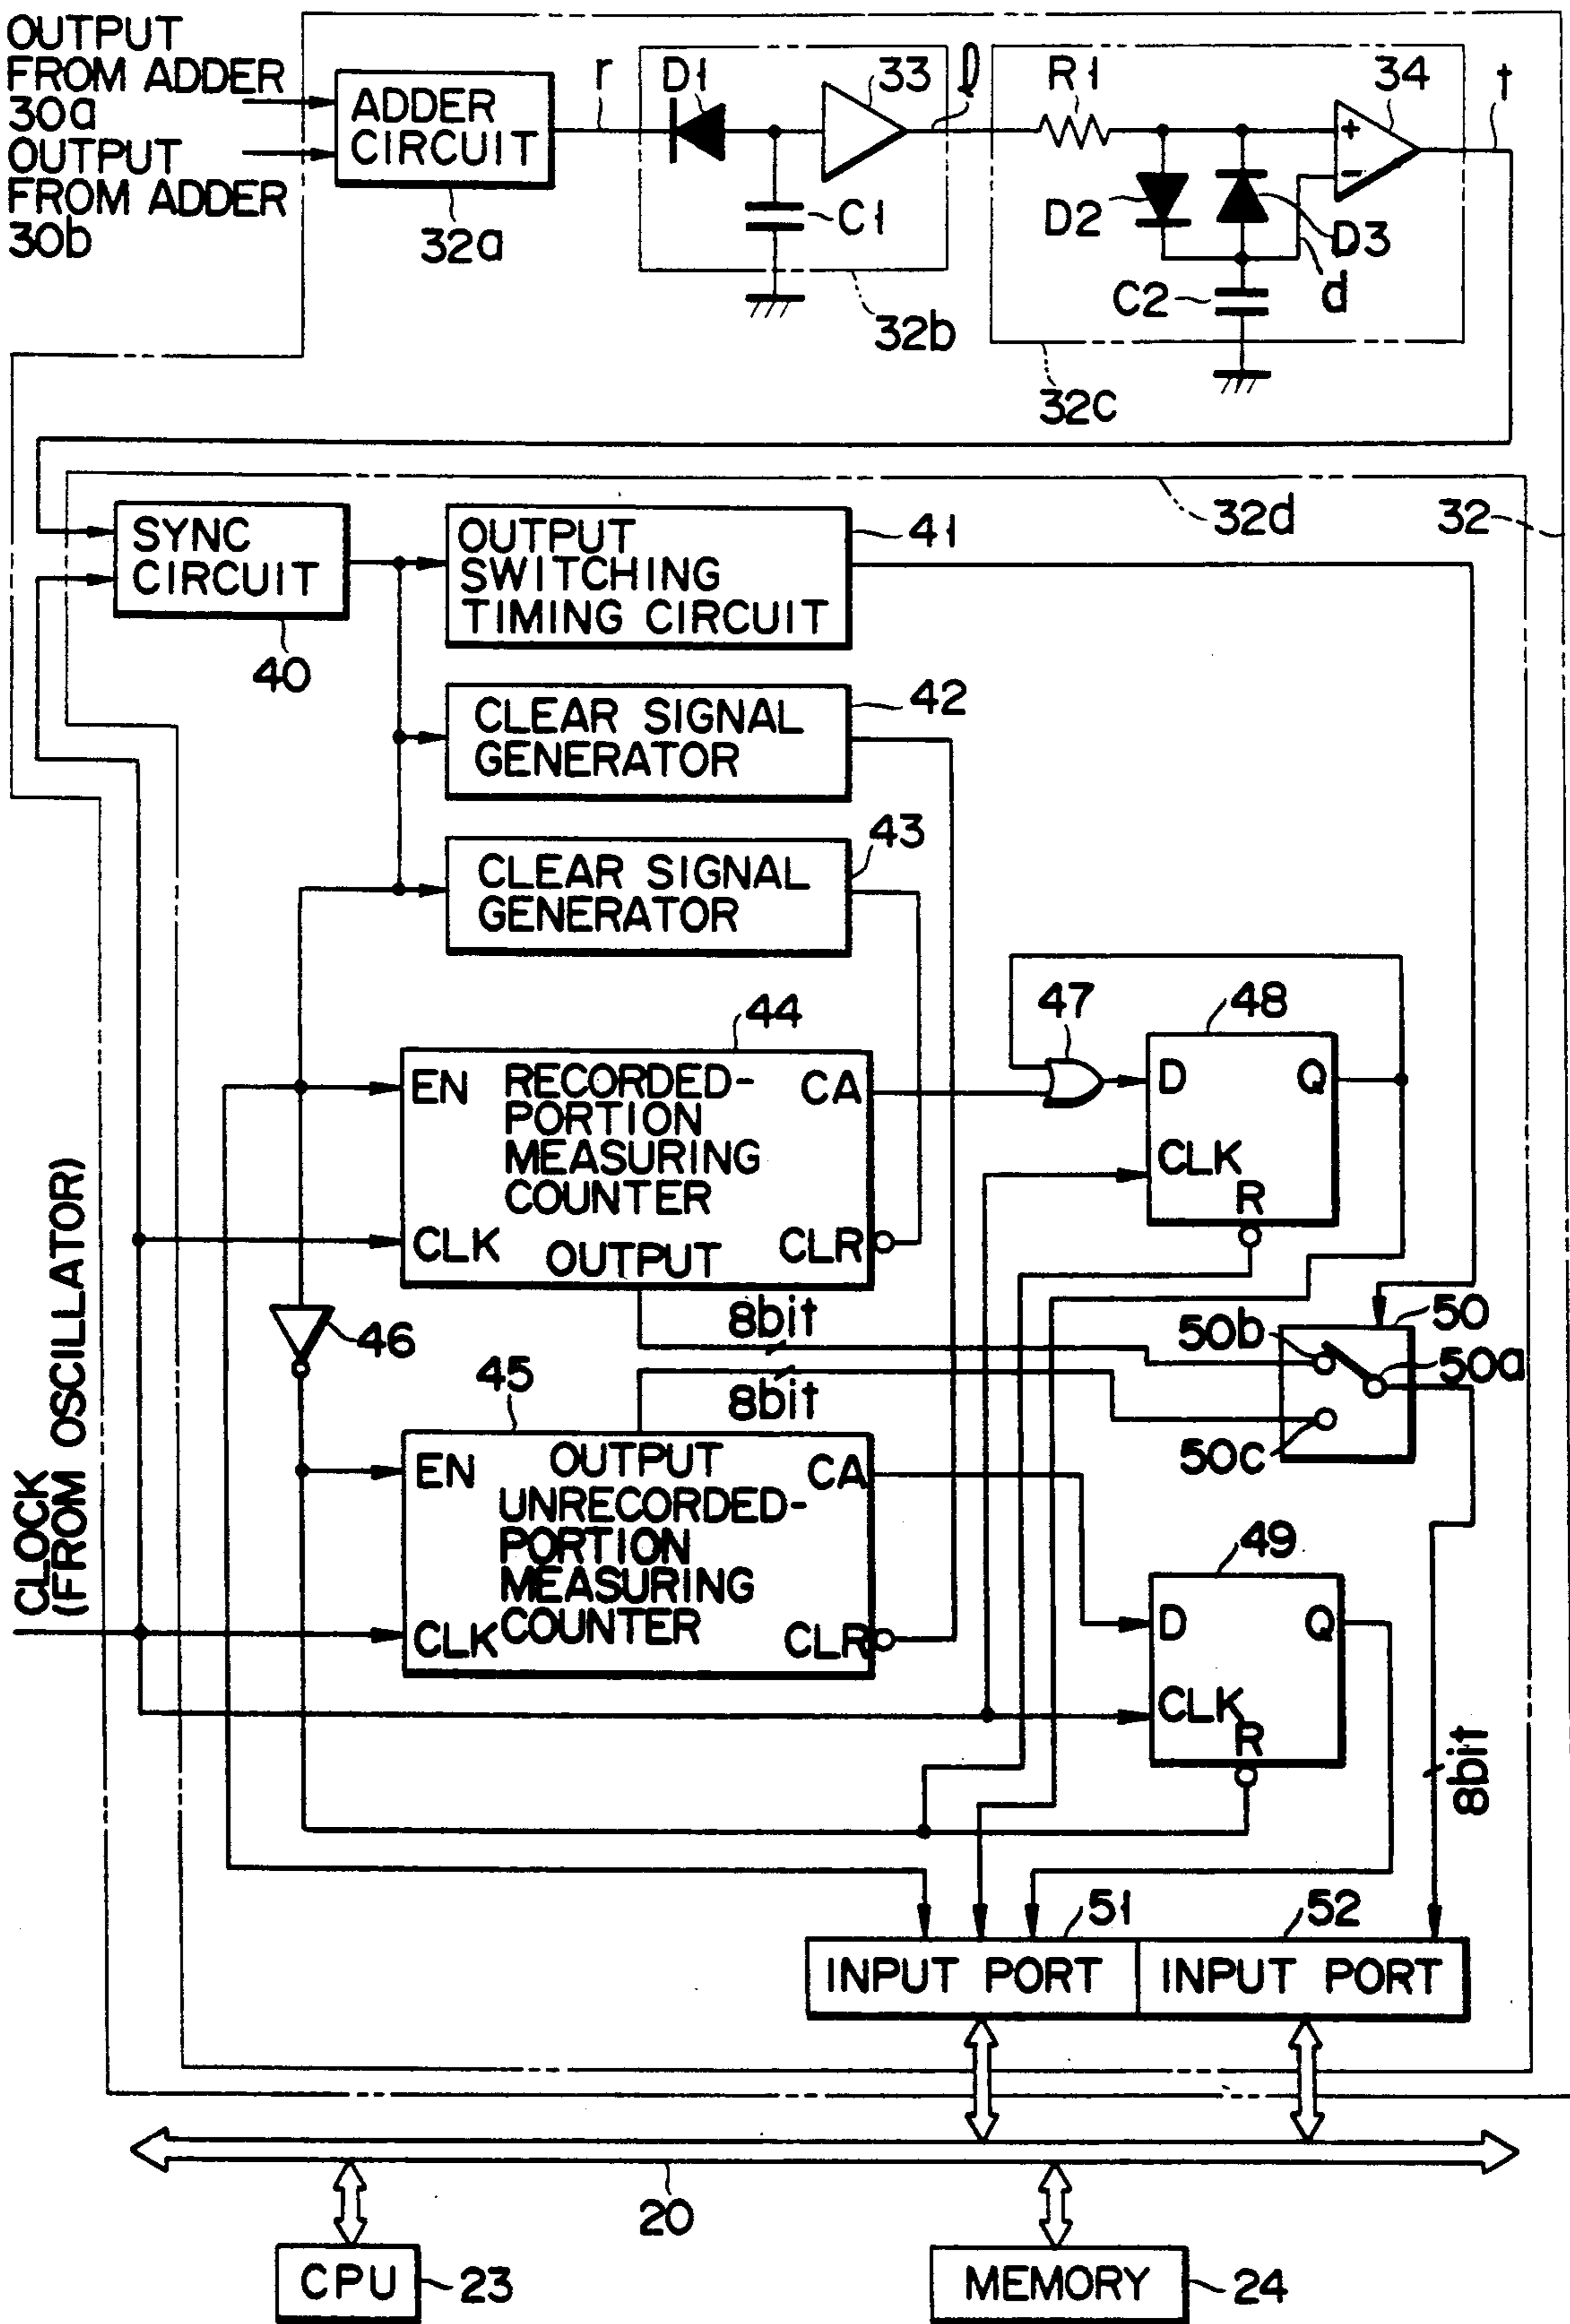 OUTPUT
FROM ADDER
30a
OUTPUT
FROM ADDER
30b
ADDER
CIRCUIT
32a
r
D1
33
C1
32b
l
R1
34
t
D2
D3
d
C2
32c
32d
32
SYNC
CIRCUIT
40
OUTPUT
SWITCHING
TIMING CIRCUIT
41
CLEAR SIGNAL
GENERATOR
42
CLEAR SIGNAL
GENERATOR
43
44
EN
RECORDED-
PORTION
MEASURING
COUNTER
CA
CLK
OUTPUT
CLR
47
48
D
Q
CLK
R
46
8bit
8bit
50
50b
50a
50c
45
EN
OUTPUT
CA
UNRECORDED-
PORTION
MEASURING
COUNTER
CLK
CLR
49
D
Q
CLK
R
CLOCK
(FROM OSCILLATOR)
8bit
51
52
INPUT PORT
INPUT PORT
20
CPU
23
MEMORY
24